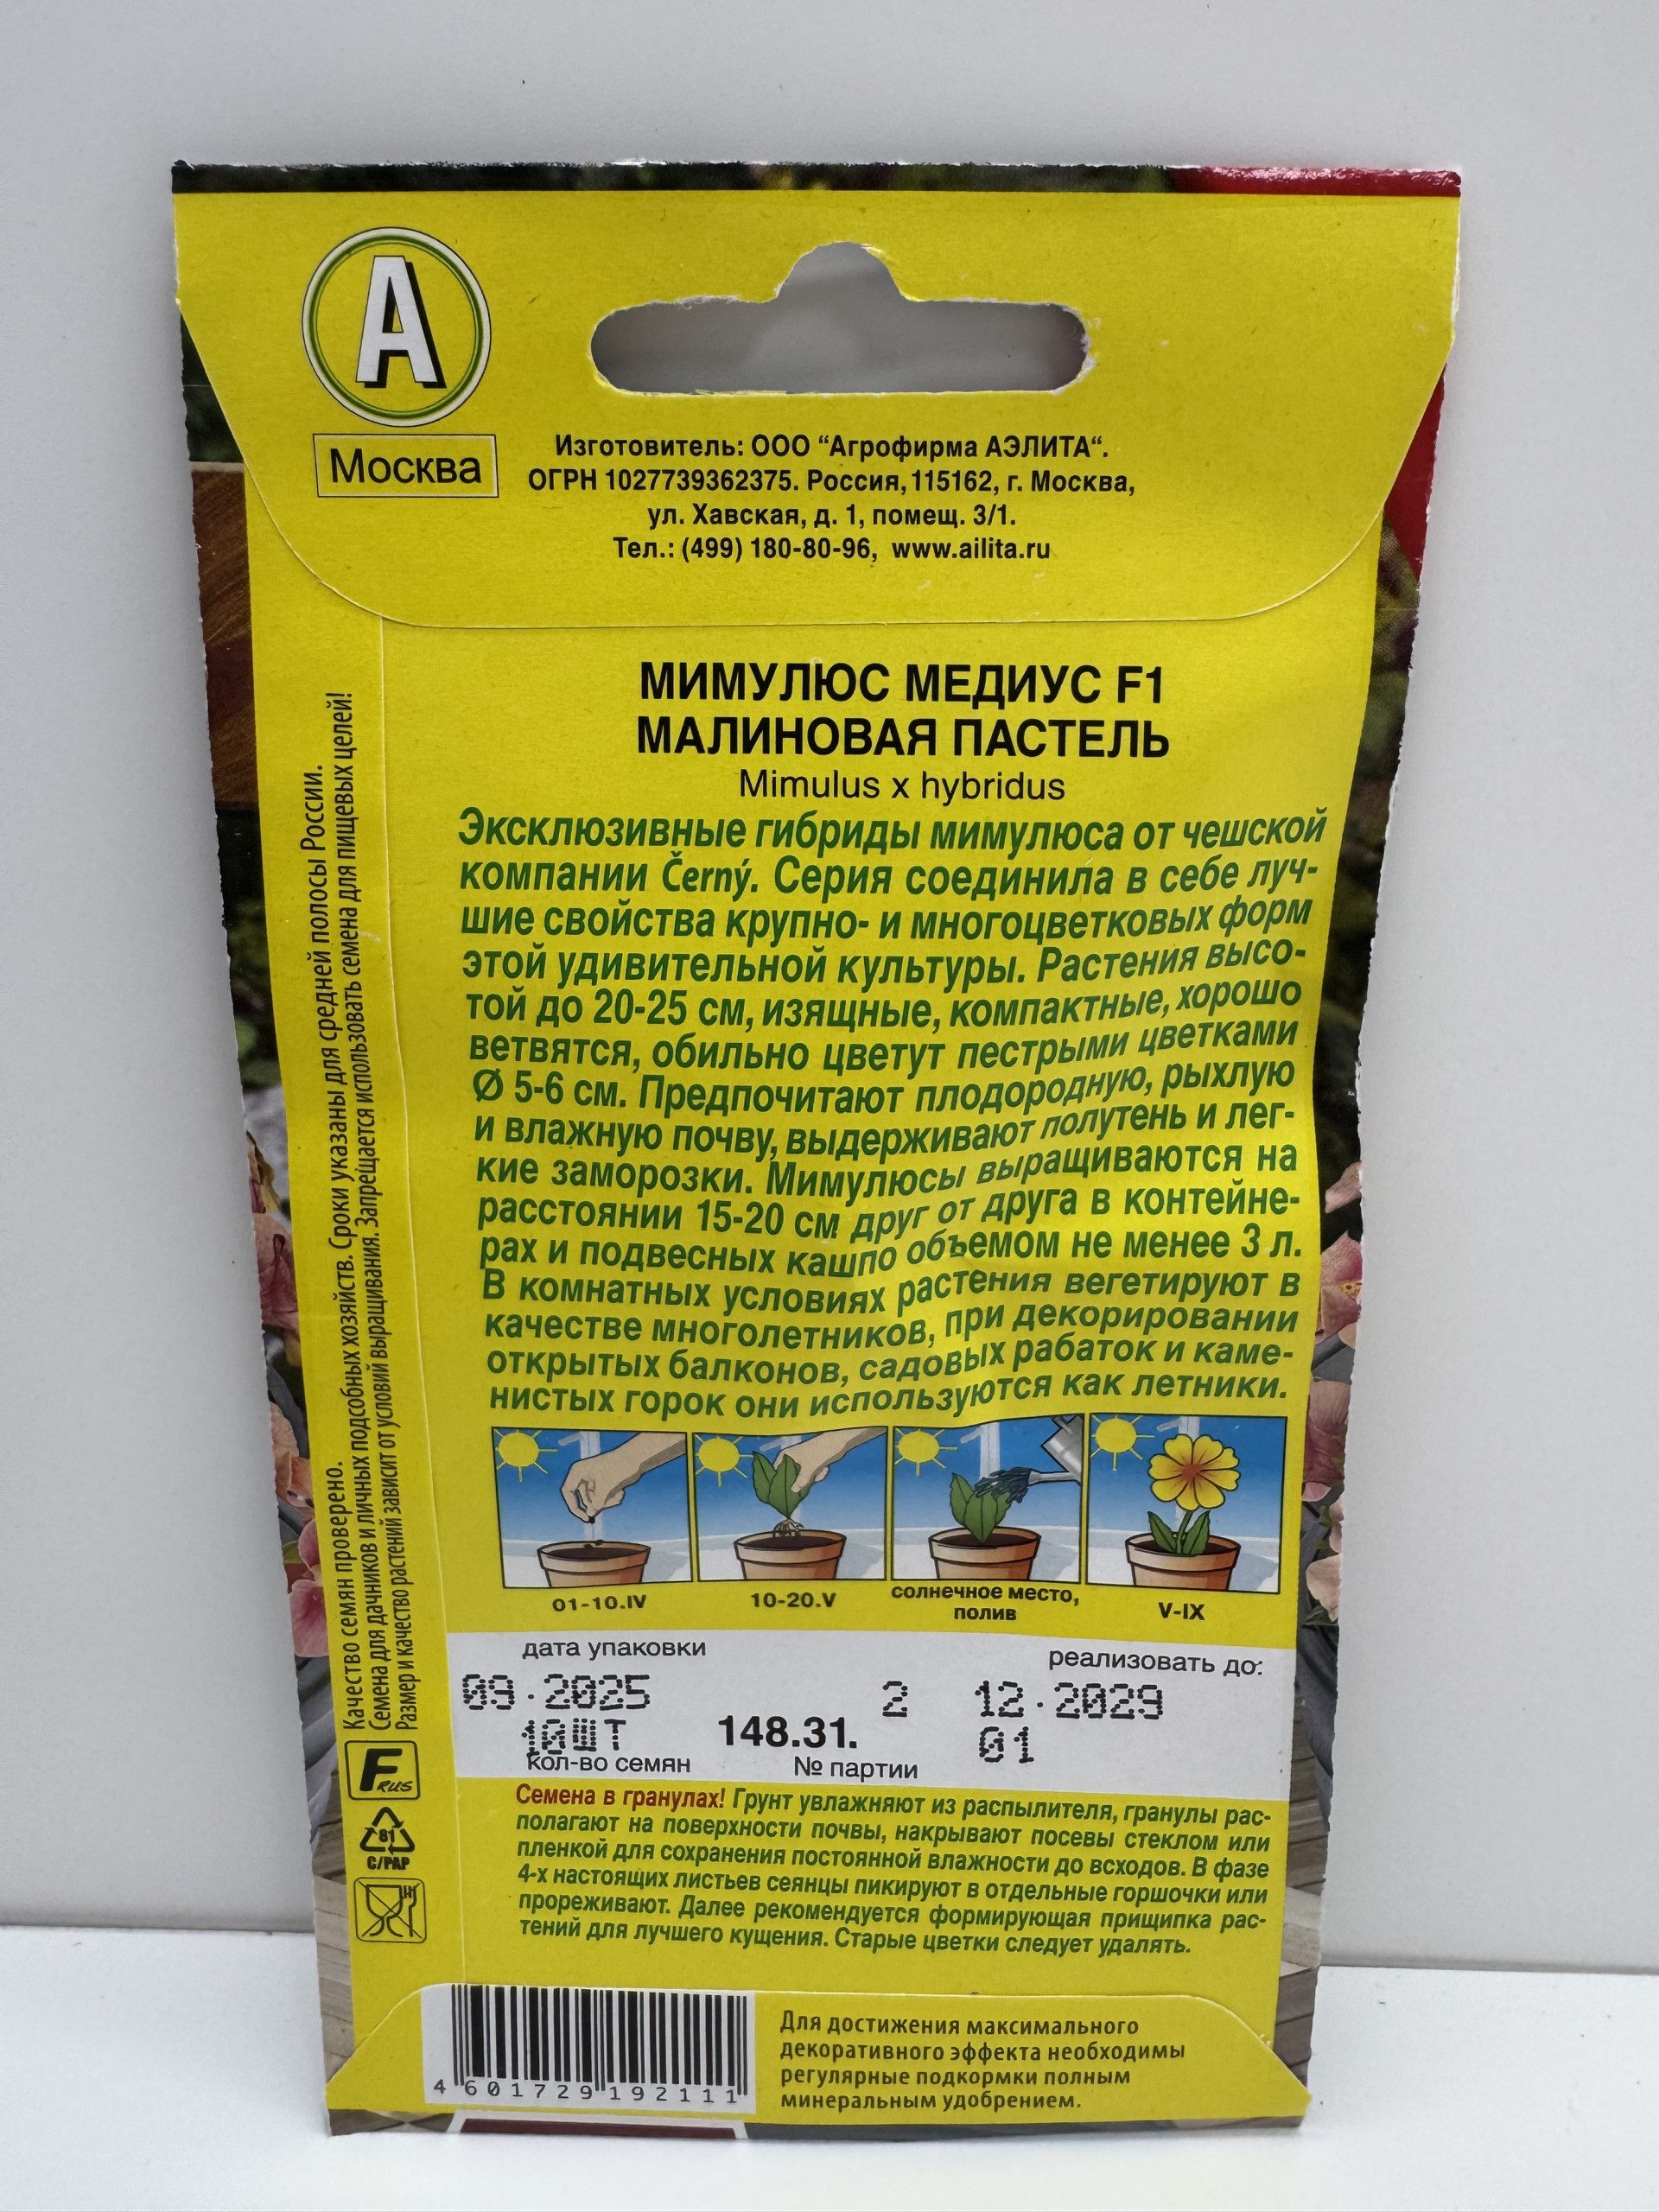 А
Москва
Изготовитель: ООО “Агрофирма АЭЛИТА“.
ОГРН 1027739362375. Россия, 115162, г. Москва,
ул. Хавская, д. 1, помещ. 3/1.
Тел.: (499) 180-80-96, www.ailita.ru
МИМУЛЮС МЕДИУС F1
МАЛИНОВАЯ ПАСТЕЛЬ
Mimulus x hybridus
Эксклюзивные гибриды мимулюса от чешской
компании Černý. Серия соединила в себе луч-
шие свойства крупно- и многоцветковых форм
этой удивительной культуры. Растения высо-
той до 20-25 см, изящные, компактные, хорошо
ветвятся, обильно цветут пестрыми цветками
Ø 5-6 см. Предпочитают плодородную, рыхлую
и влажную почву, выдерживают полутень и лег-
кие заморозки. Мимулюсы выращиваются на
расстоянии 15-20 см друг от друга в контейне-
рах и подвесных кашпо объемом не менее 3 л.
В комнатных условиях растения вегетируют в
качестве многолетников, при декорировании
открытых балконов, садовых рабаток и каме-
нистых горок они используются как летники.
01-10.IV
10-20.V
солнечное место,
полив
V-IX
дата упаковки
реализовать до:
09.2025 2 12.2029
10ШТ 148.31. 01
кол-во семян
№ партии
Семена в гранулах! Грунт увлажняют из распылителя, гранулы рас-
полагают на поверхности почвы, накрывают посевы стеклом или
пленкой для сохранения постоянной влажности до всходов. В фазе
4-х настоящих листьев сеянцы пикируют в отдельные горшочки или
прореживают. Далее рекомендуется формирующая прищипка рас-
тений для лучшего кущения. Старые цветки следует удалять.
Качество семян проверено.
Семена для дачников и личных подсобных хозяйств. Сроки указаны для средней полосы России.
Размер и качество растений зависит от условий выращивания. Запрещается использовать семена для пищевых целей!
F RUS
81
C/PAP
4 601729 192111
Для достижения максимального
декоративного эффекта необходимы
регулярные подкормки полным
минеральным удобрением.